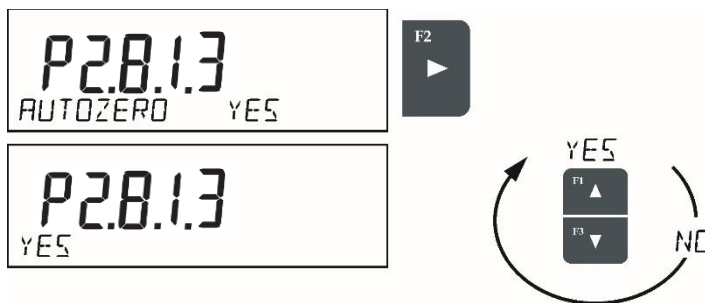 P2.8.1.3
AUTOZERO YES
F2
P2.8.1.3
YES
YES
F1
F3
NO